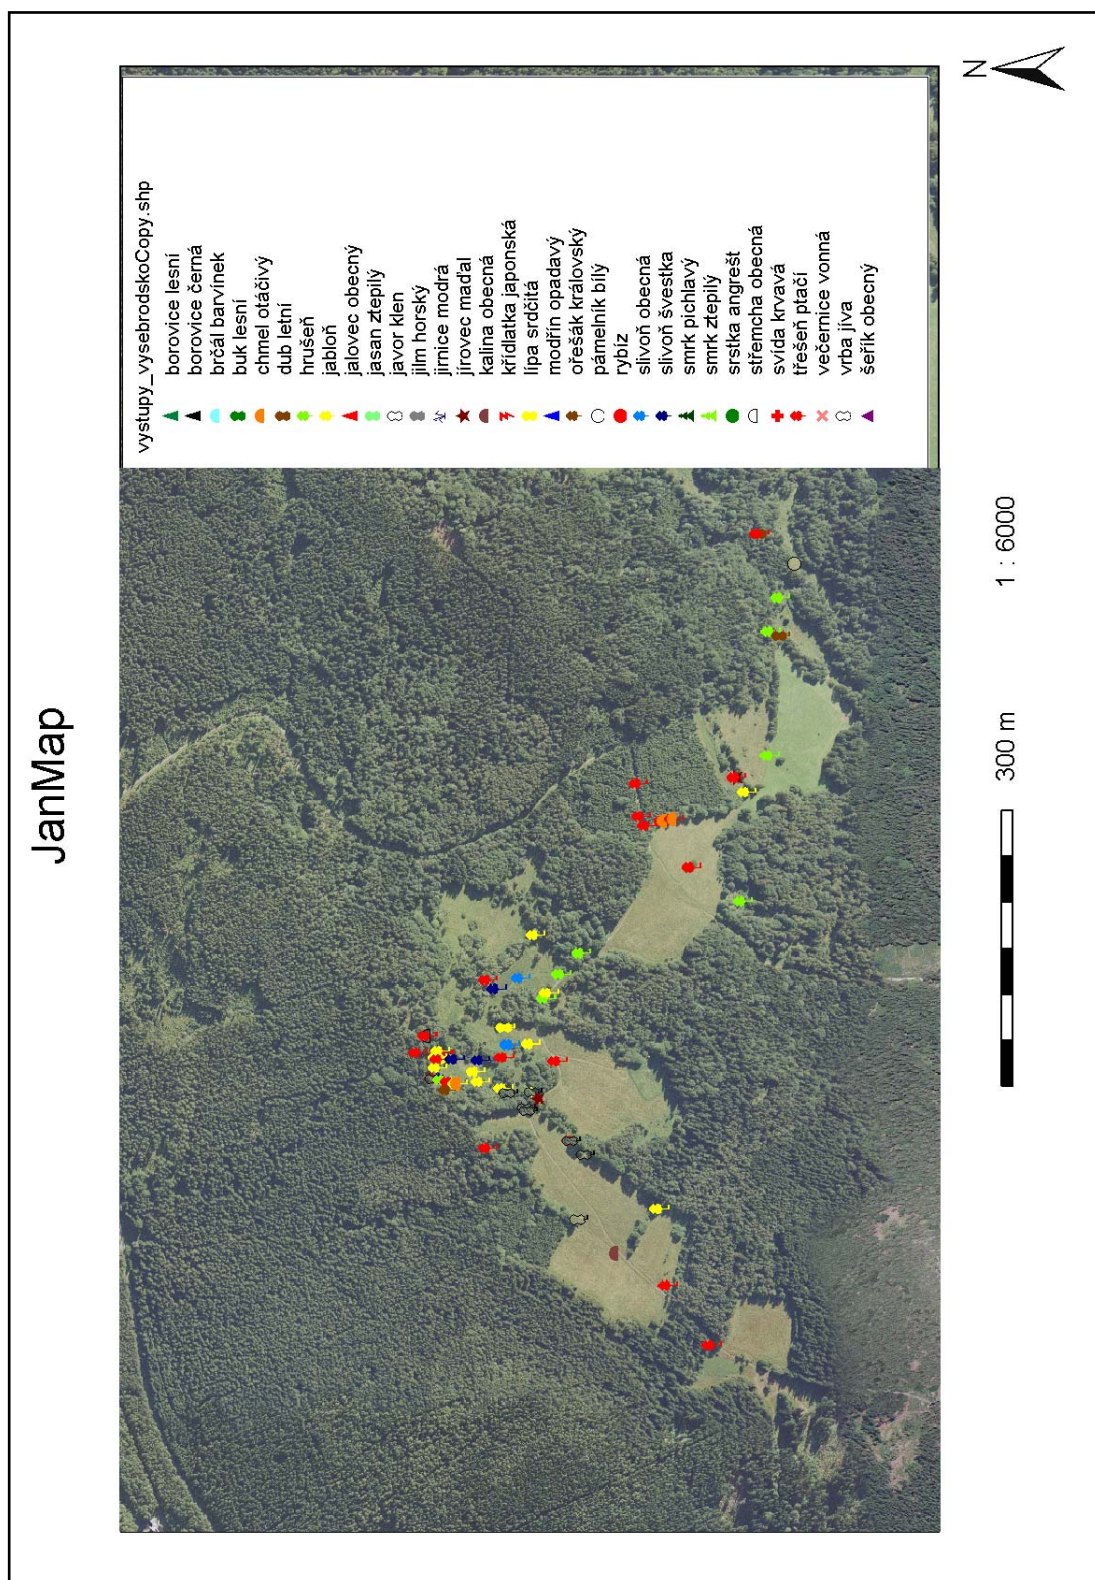 JanMap
N
vystupy_vysebrodskoCopy.shp
borovice lesní
borovice černá
brčál barvínek
buk lesní
chmel otáčivý
dub letní
hrušeň
jabloň
jalovec obecný
jasan ztepilý
javor klen
jilm horský
jirnice modrá
jírovec maďal
kalina obecná
křídlatka japonská
lípa srdčitá
modřín opadavý
ořešák královský
pámelník bílý
rybíz
slivoň obecná
slivoň švestka
smrk pichlavý
smrk ztepilý
srstka angrešt
střemcha obecná
svída krvavá
třešeň ptačí
večernice vonná
vrba jíva
šeřík obecný
300 m
1 : 6000